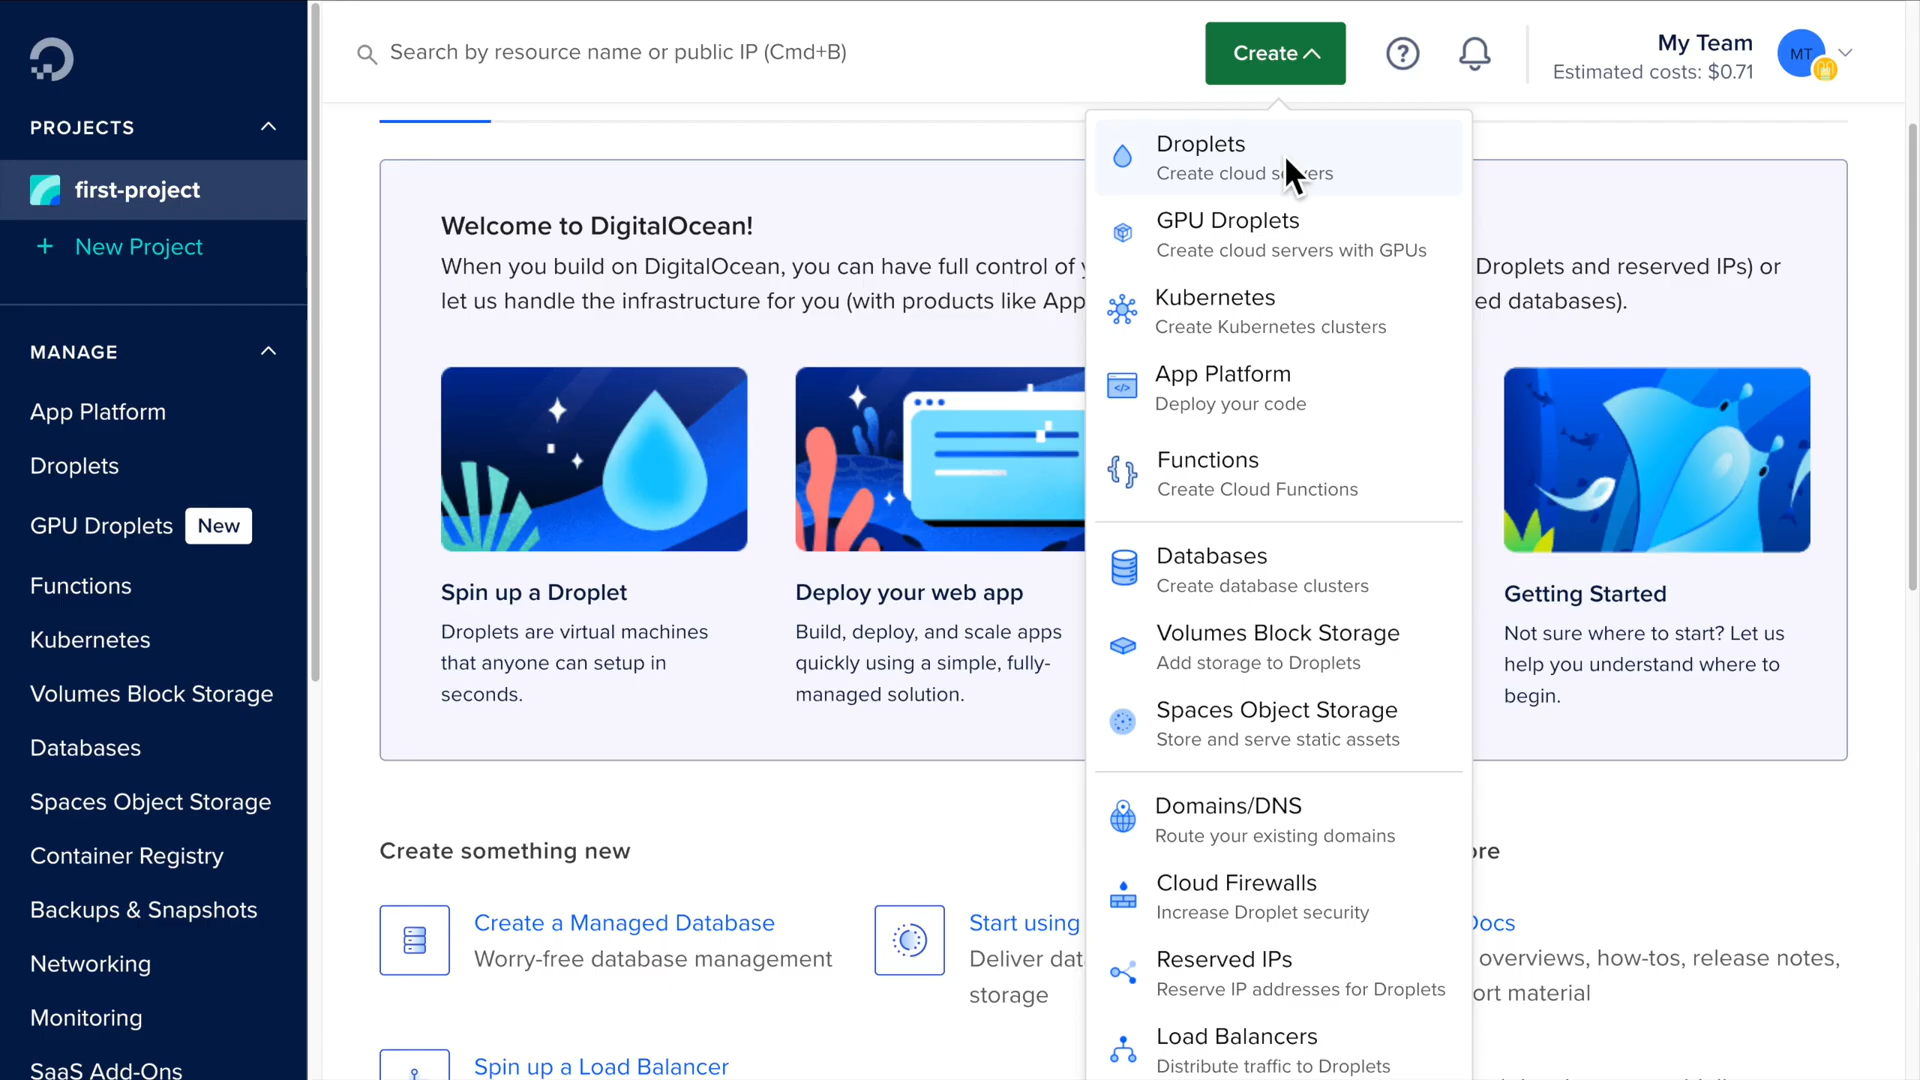 Search by resource name or public IP (Cmd+B)
Create
My Team
Estimated costs: $0.71
MT
PROJECTS
first-project
+ New Project
MANAGE
App Platform
Droplets
GPU Droplets New
Functions
Kubernetes
Volumes Block Storage
Databases
Spaces Object Storage
Container Registry
Backups & Snapshots
Networking
Monitoring
SaaS Add-Ons
Welcome to DigitalOcean!
When you build on DigitalOcean, you can have full control of
Droplets and reserved IPs) or
let us handle the infrastructure for you (with products like App
ed databases).
Spin up a Droplet
Droplets are virtual machines
that anyone can setup in
seconds.
Deploy your web app
Build, deploy, and scale apps
quickly using a simple, fully-
managed solution.
Getting Started
Not sure where to start? Let us
help you understand where to
begin.
Create something new
Create a Managed Database
Worry-free database management
Start using
Deliver dat
storage
Spin up a Load Balancer
ore
Docs
overviews, how-tos, release notes,
ort material
Droplets
Create cloud servers
GPU Droplets
Create cloud servers with GPUs
Kubernetes
Create Kubernetes clusters
App Platform
Deploy your code
Functions
Create Cloud Functions
Databases
Create database clusters
Volumes Block Storage
Add storage to Droplets
Spaces Object Storage
Store and serve static assets
Domains/DNS
Route your existing domains
Cloud Firewalls
Increase Droplet security
Reserved IPs
Reserve IP addresses for Droplets
Load Balancers
Distribute traffic to Droplets